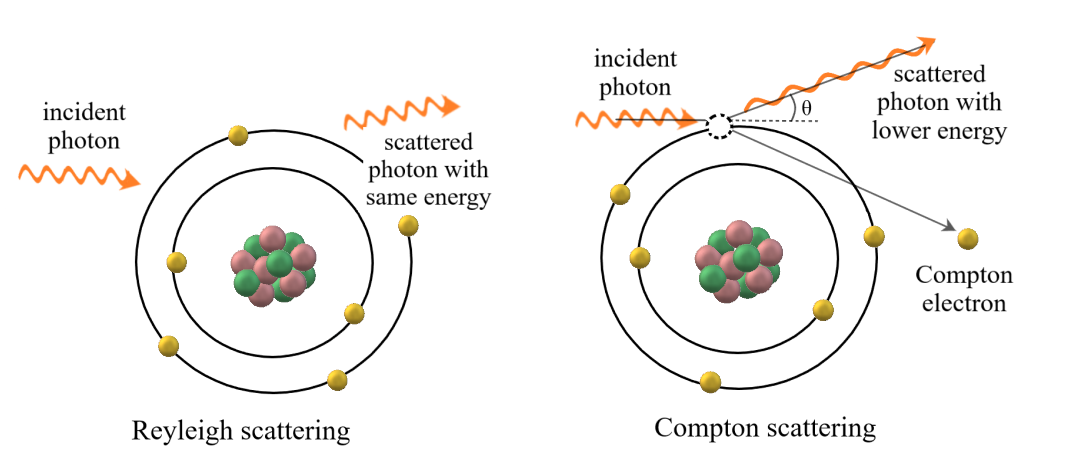 incident
photon
scattered
photon with
same energy
Reyleigh scattering
incident
photon
θ
scattered
photon with
lower energy
Compton
electron
Compton scattering